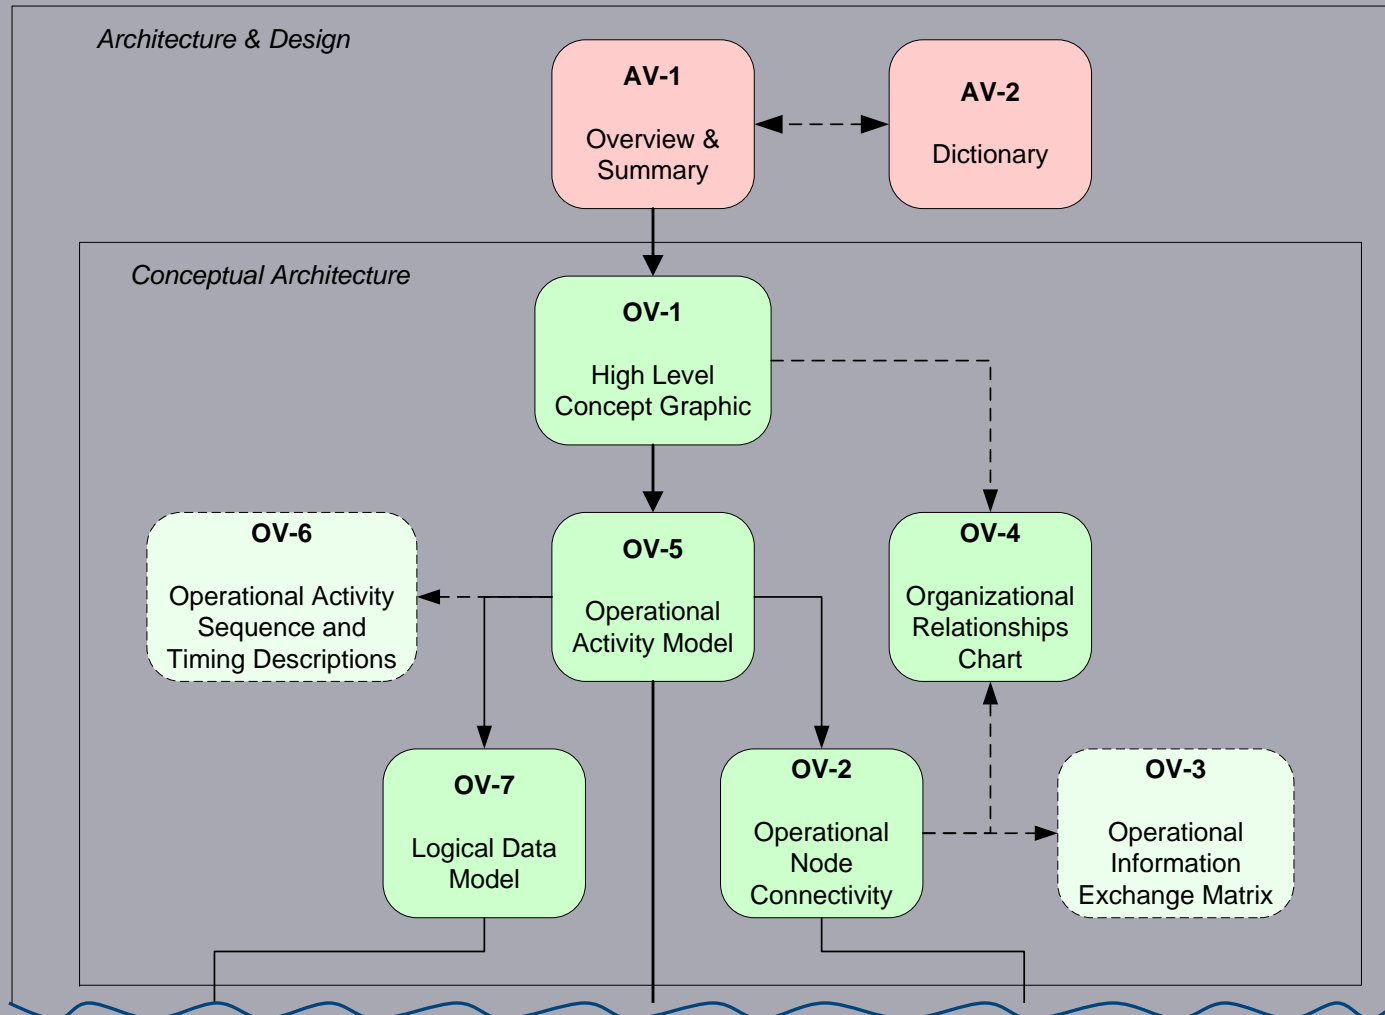 Architecture & Design
AV-1
Overview &
Summary
AV-2
Dictionary
Conceptual Architecture
OV-1
High Level
Concept Graphic
OV-6
Operational Activity
Sequence and
Timing Descriptions
OV-5
Operational
Activity Model
OV-4
Organizational
Relationships
Chart
OV-7
Logical Data
Model
OV-2
Operational
Node
Connectivity
OV-3
Operational
Information
Exchange Matrix